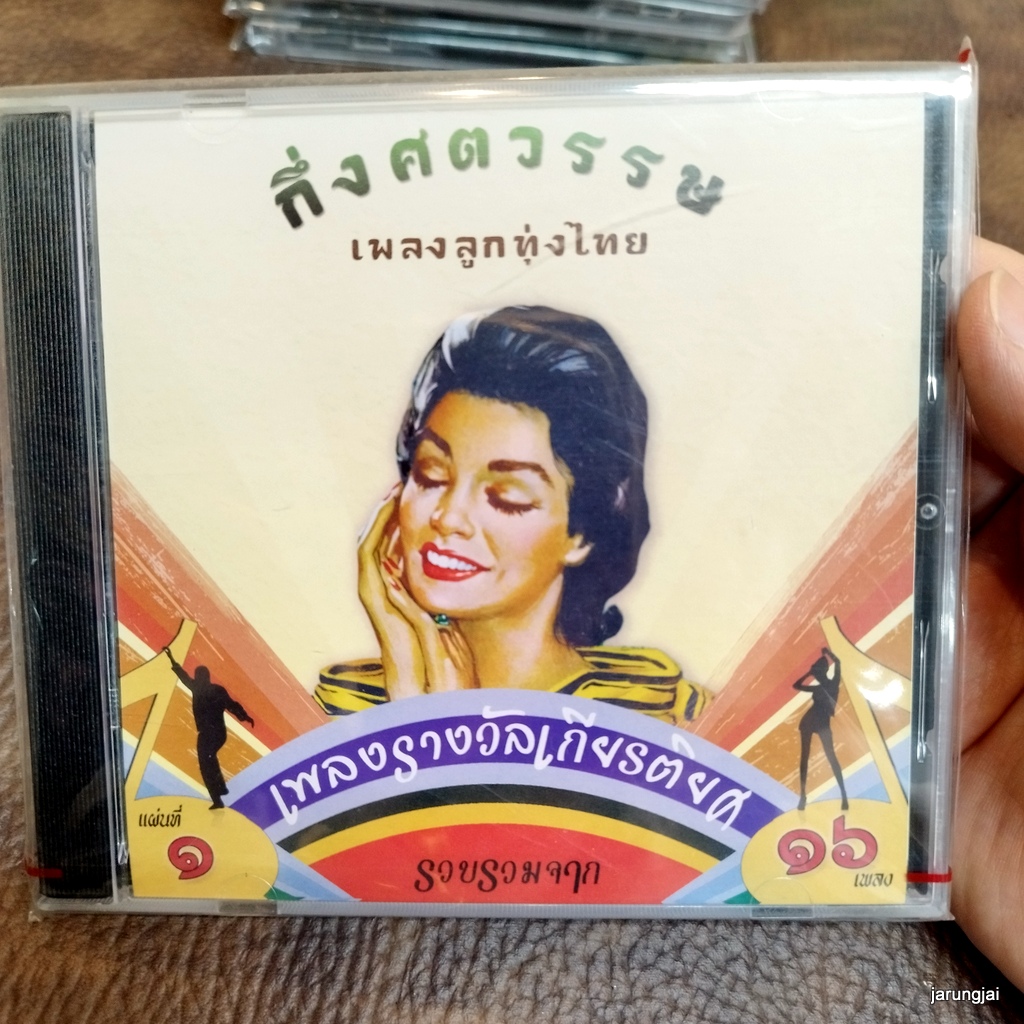 กึ่งศตวรรษ
เพลงลูกทุ่งไทย
เพลงรางวัลเกียรติยศ
แผ่นที่
๑
๑๖
เพลง
รวบรวมจาก
jarungjai